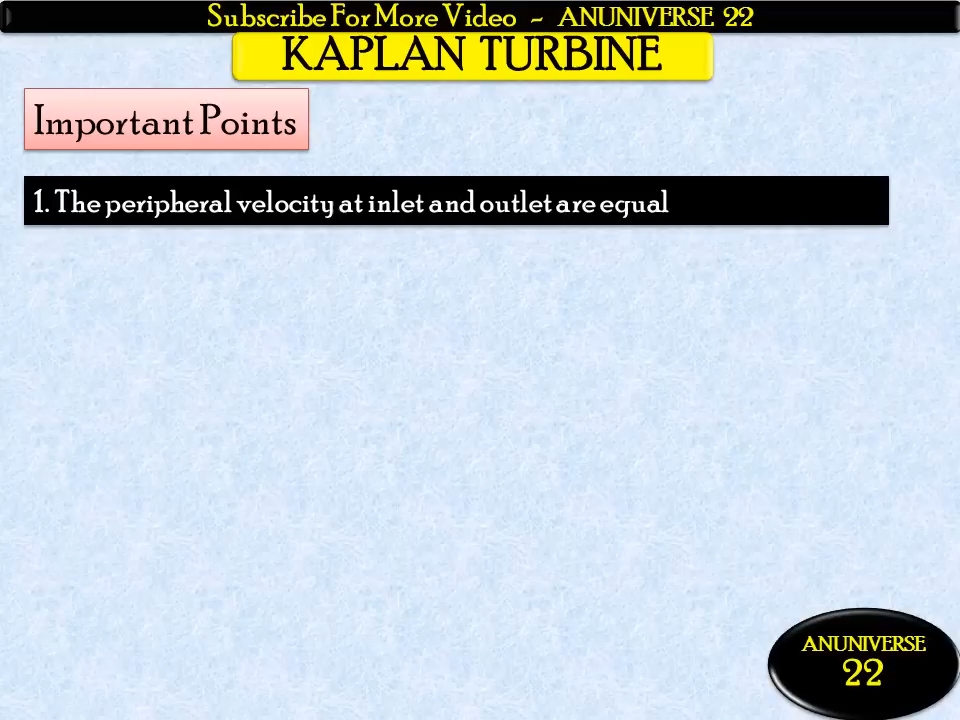 Subscribe For More Video - ANUNIVERSE 22
KAPLAN TURBINE
Important Points
1. The peripheral velocity at inlet and outlet are equal
ANUNIVERSE
22